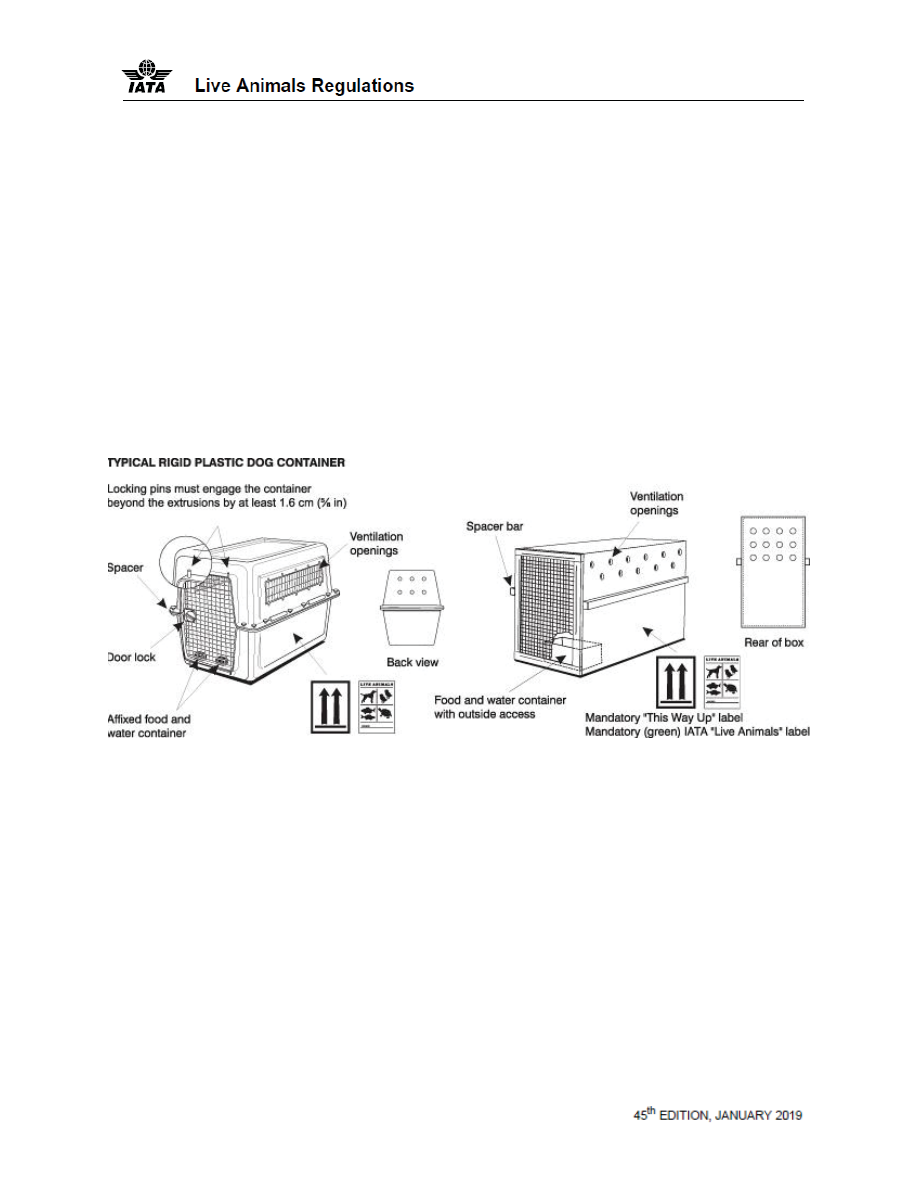 IATA
Live Animals Regulations
TYPICAL RIGID PLASTIC DOG CONTAINER
Locking pins must engage the container
beyond the extrusions by at least 1.6 cm (⅝ in)
Spacer
Door lock
Affixed food and
water container
Ventilation
openings
Back view
LIVE ANIMALS
Spacer bar
Ventilation
openings
Food and water container
with outside access
Rear of box
LIVE ANIMALS
Mandatory "This Way Up" label
Mandatory (green) IATA "Live Animals" label
45th EDITION, JANUARY 2019